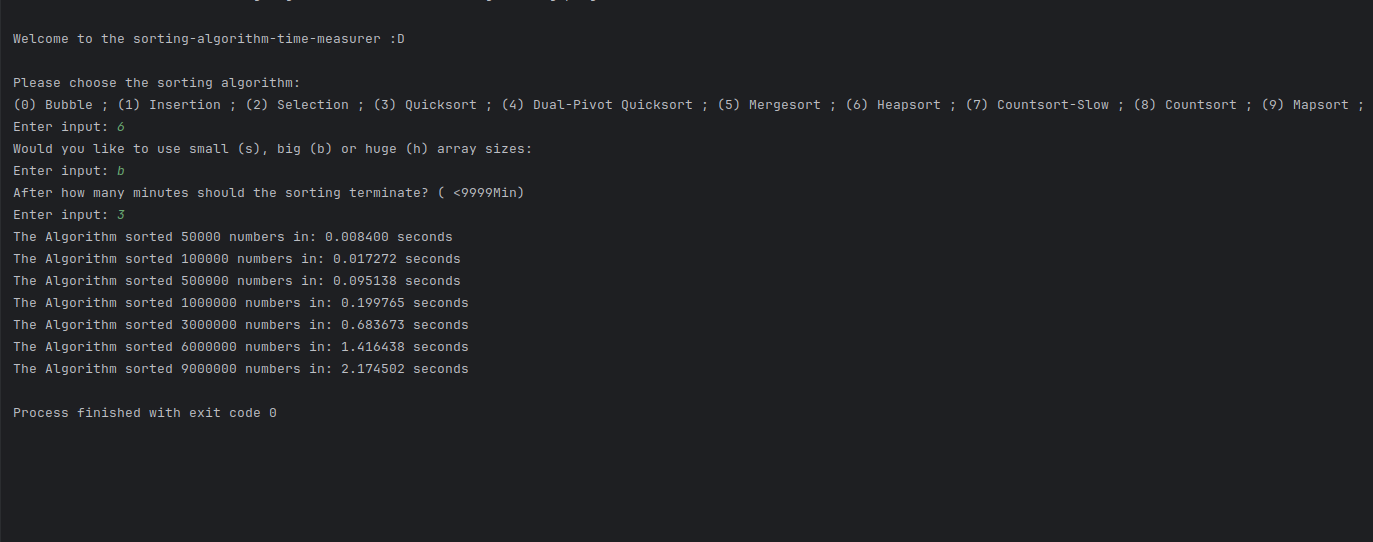 Welcome to the sorting-algorithm-time-measurer :D
Please choose the sorting algorithm:
(0) Bubble ; (1) Insertion ; (2) Selection ; (3) Quicksort ; (4) Dual-Pivot Quicksort ; (5) Mergesort ; (6) Heapsort ; (7) Countsort-Slow ; (8) Countsort ; (9) Mapsort ;
Enter input: 6
Would you like to use small (s), big (b) or huge (h) array sizes:
Enter input: b
After how many minutes should the sorting terminate? ( <9999Min)
Enter input: 3
The Algorithm sorted 50000 numbers in: 0.008400 seconds
The Algorithm sorted 100000 numbers in: 0.017272 seconds
The Algorithm sorted 500000 numbers in: 0.095138 seconds
The Algorithm sorted 1000000 numbers in: 0.199765 seconds
The Algorithm sorted 3000000 numbers in: 0.683673 seconds
The Algorithm sorted 6000000 numbers in: 1.416438 seconds
The Algorithm sorted 9000000 numbers in: 2.174502 seconds
Process finished with exit code 0